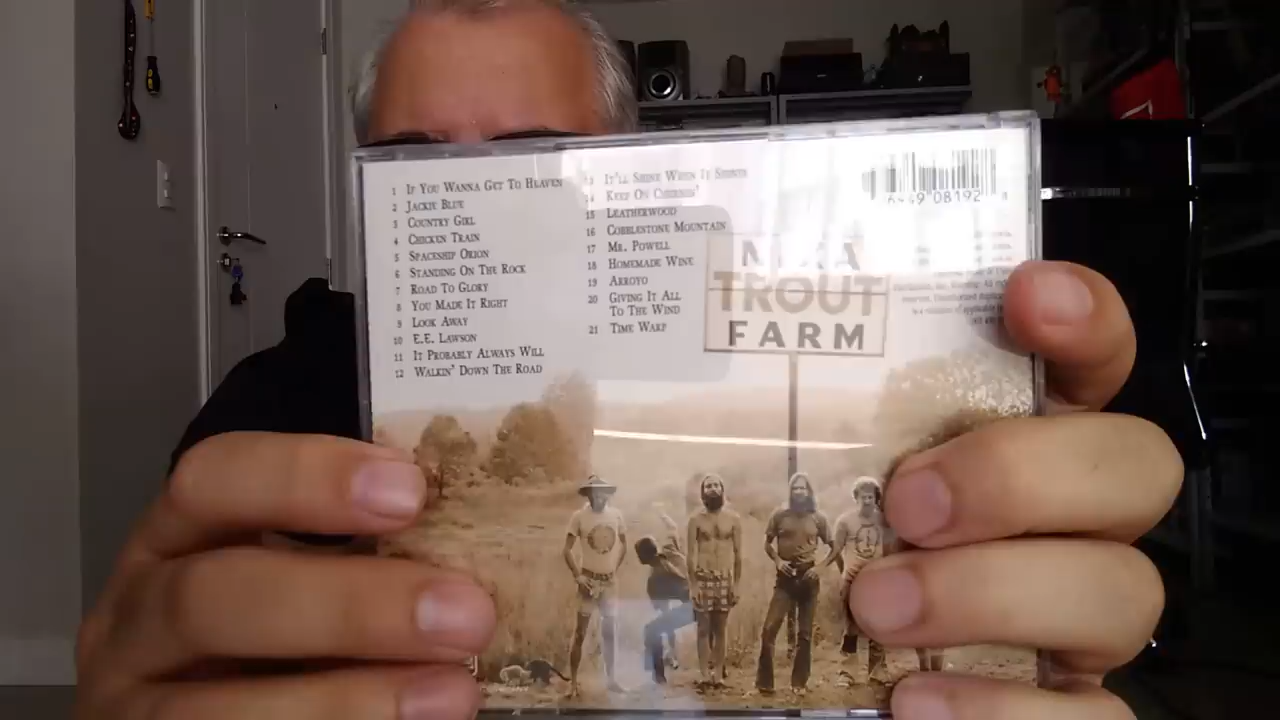 1 If You Wanna Get To Heaven
2 Jackie Blue
3 Country Girl
4 Chicken Train
5 Spaceship Orion
6 Standing On The Rock
7 Road To Glory
8 You Made It Right
9 Look Away
10 E.E. Lawson
11 It Probably Always Will
12 Walkin' Down The Road
It'll Shine When It Shines
14 Keep On Churnin'
15 Leatherwood
16 Cobblestone Mountain
17 Mr. Powell
18 Homemade Wine
19 Arroyo
20 Giving It All
To The Wind
21 Time Warp
NIXA
TROUT
FARM
08192